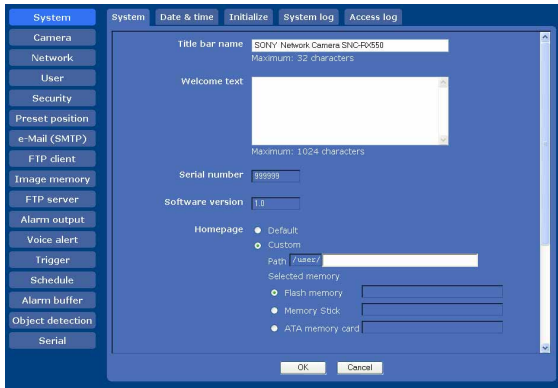 System
Camera
Network
User
Security
Preset position
e-Mail (SMTP)
FTP client
Image memory
FTP server
Alarm output
Voice alert
Trigger
Schedule
Alarm buffer
Object detection
Serial
System Date & time Initialize System log Access log
Title bar name SONY Network Camera SNC-RX550
Maximum: 32 characters
Welcome text
Maximum: 1024 characters
Serial number 999999
Software version 1.0
Homepage Default
Custom
Path /user/
Selected memory
Flash memory
Memory Stick
ATA memory card
OK Cancel